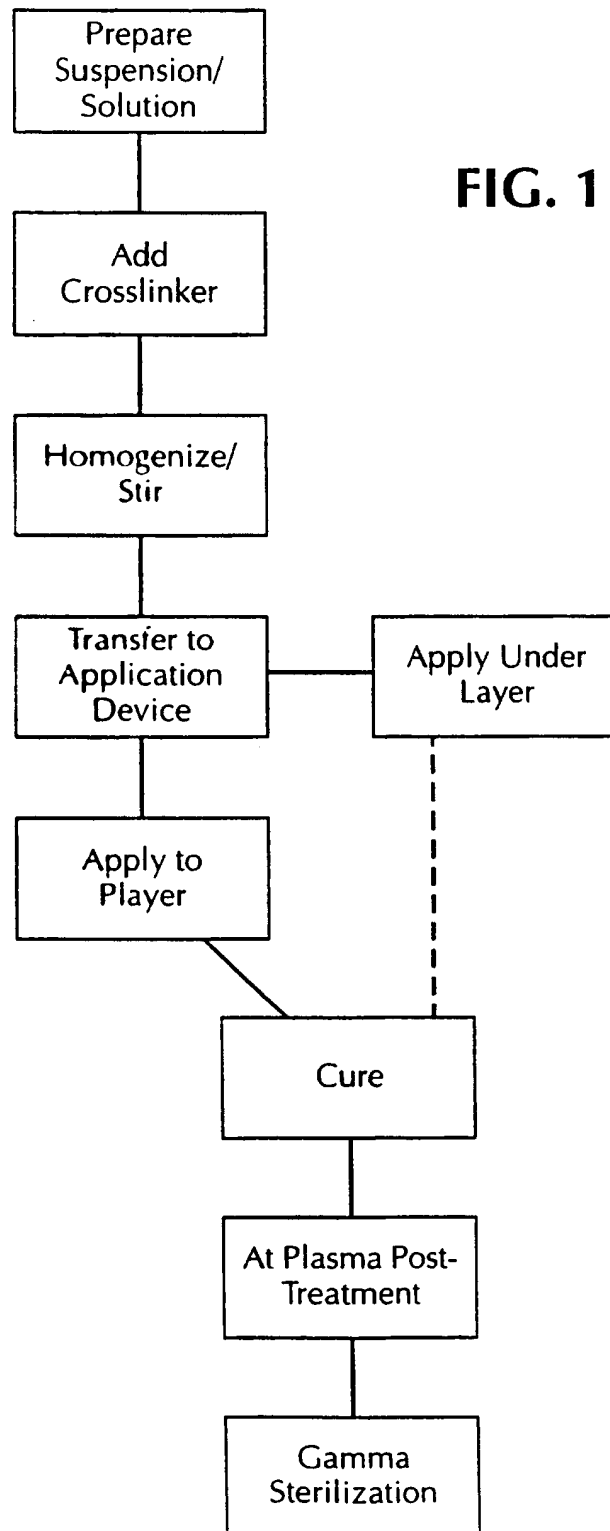 Prepare
Suspension/
Solution
FIG. 1
Add
Crosslinker
Homogenize/
Stir
Transfer to
Application
Device
Apply Under
Layer
Apply to
Player
Cure
At Plasma Post-
Treatment
Gamma
Sterilization